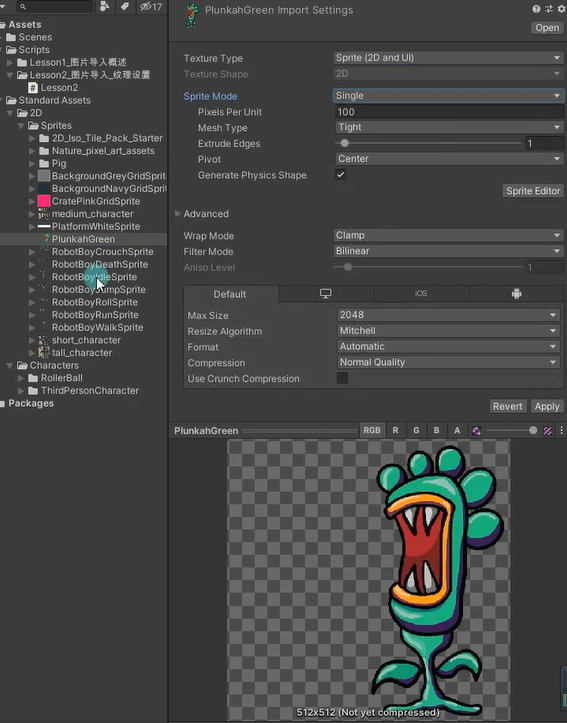 17
PlunkahGreen Import Settings
Open
Assets
Scenes
Scripts
Lesson1_图片导入概述
Lesson2_图片导入_纹理设置
Lesson2
Standard Assets
2D
Sprites
2D_Iso_Tile_Pack_Starter
Nature_pixel_art_assets
Pig
BackgroundGreyGridSprit
BackgroundNavyGridSprit
CratePinkGridSprite
medium_character
PlatformWhiteSprite
PlunkahGreen
RobotBoyCrouchSprite
RobotBoyDeathSprite
RobotBoyIdleSprite
RobotBoyJumpSprite
RobotBoyRollSprite
RobotBoyRunSprite
RobotBoyWalkSprite
short_character
tall_character
Characters
RollerBall
ThirdPersonCharacter
Packages
Texture Type Sprite (2D and UI)
Texture Shape 2D
Sprite Mode Single
Pixels Per Unit 100
Mesh Type Tight
Extrude Edges 1
Pivot Center
Generate Physics Shape
Sprite Editor
Advanced
Wrap Mode Clamp
Filter Mode Bilinear
Aniso Level 1
Default iOS
Max Size 2048
Resize Algorithm Mitchell
Format Automatic
Compression Normal Quality
Use Crunch Compression
Revert Apply
PlunkahGreen RGB R G B A
512x512 (Not yet compressed)